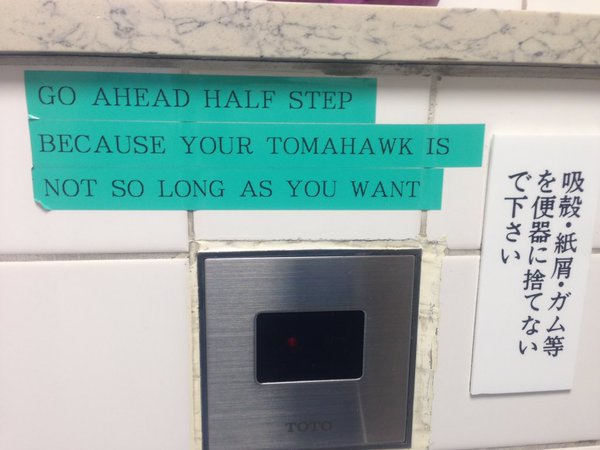 GO AHEAD HALF STEP
BECAUSE YOUR TOMAHAWK IS
NOT SO LONG AS YOU WANT
吸殻・紙屑・ガム等
を便器に捨てない
で下さい
TOTO